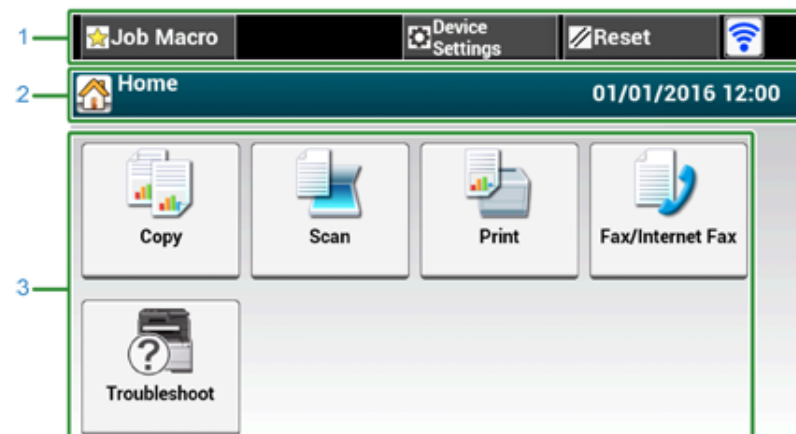 1
Job Macro
Device
Settings
Reset
2
Home
01/01/2016 12:00
3
Copy
Scan
Print
Fax/Internet Fax
Troubleshoot